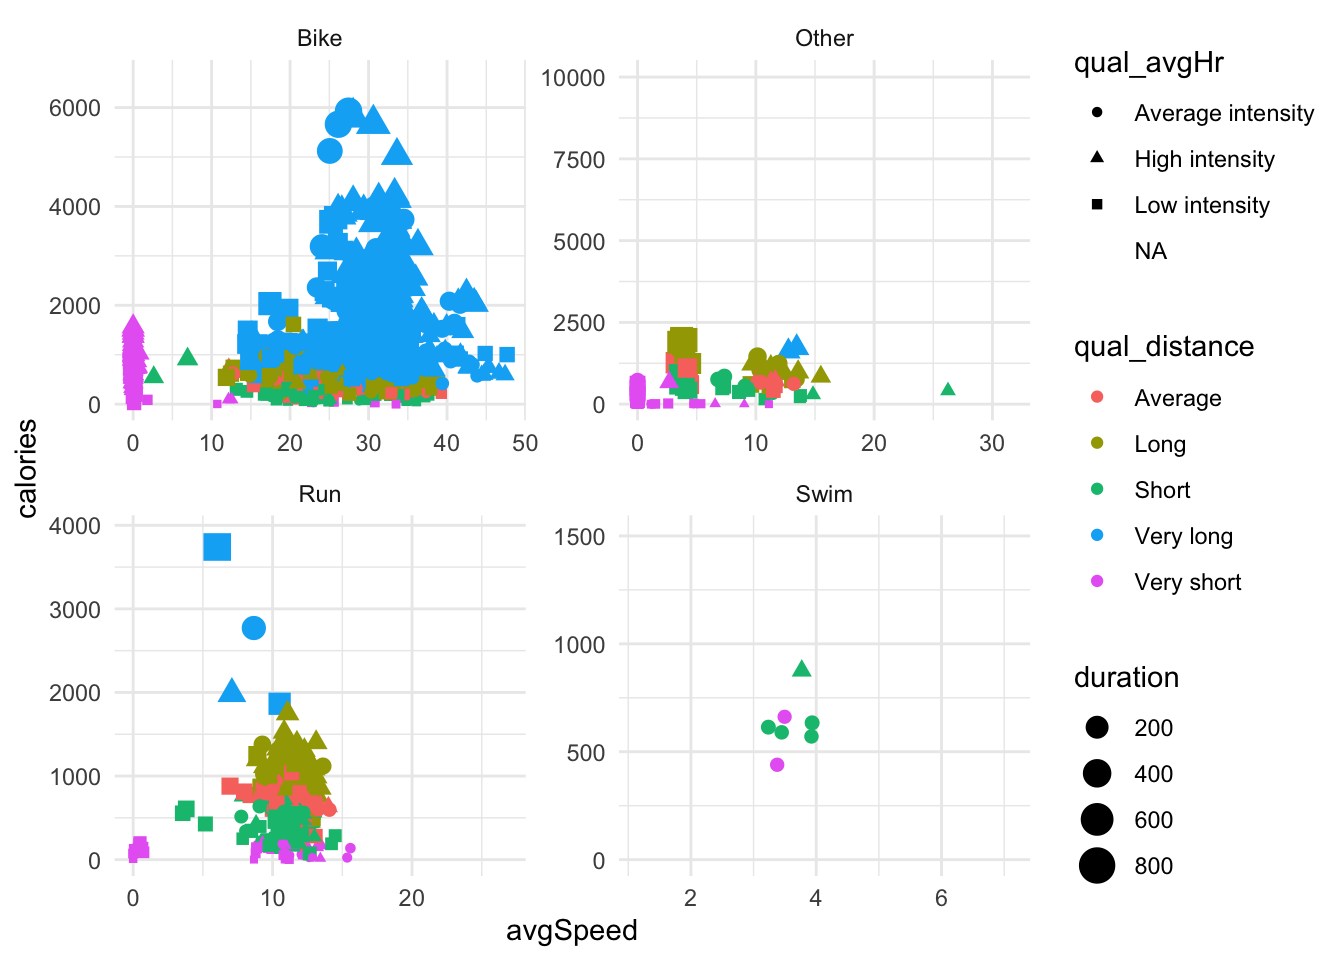 Bike
Other
6000
4000
2000
0
0 10 20 30 40 50
10000
7500
5000
2500
0
0 10 20 30
Run
Swim
4000
3000
2000
1000
0
0 10 20
1500
1000
500
0
2 4 6
calories
avgSpeed
qual_avgHr
Average intensity
High intensity
Low intensity
NA
qual_distance
Average
Long
Short
Very long
Very short
duration
200
400
600
800